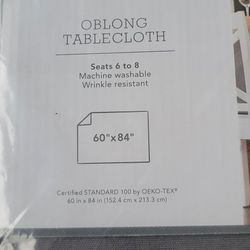 OBLONG
TABLECLOTH
Seats 6 to 8
Machine washable
Wrinkle resistant
60"x84"
Certified STANDARD 100 by OEKO-TEX®
60 in x 84 in (152.4 cm x 213.3 cm)